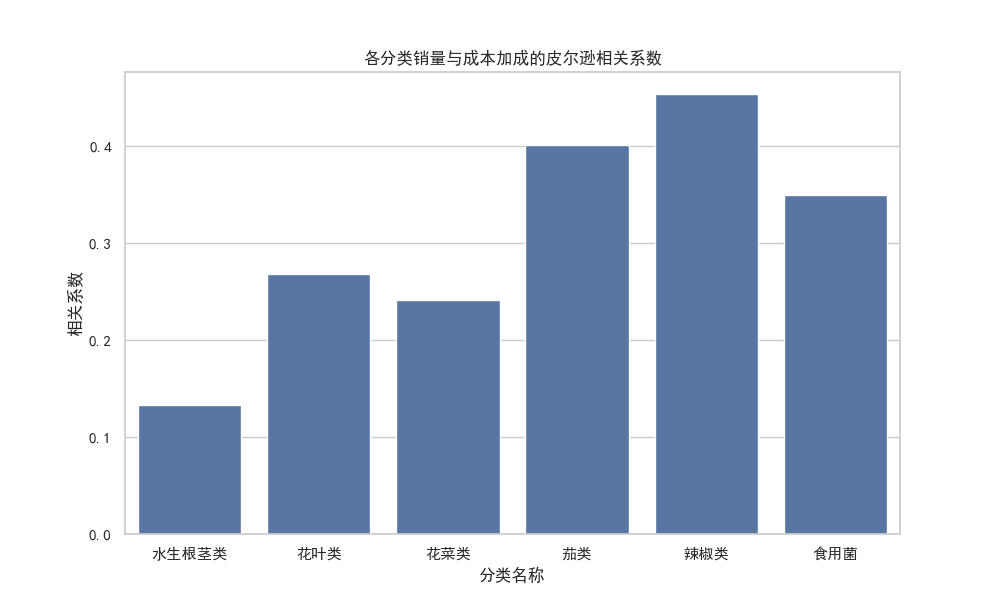 各分类销量与成本加成的皮尔逊相关系数
相关系数
0.4
0.3
0.2
0.1
0.0
水生根茎类 花叶类 花菜类 茄类 辣椒类 食用菌
分类名称